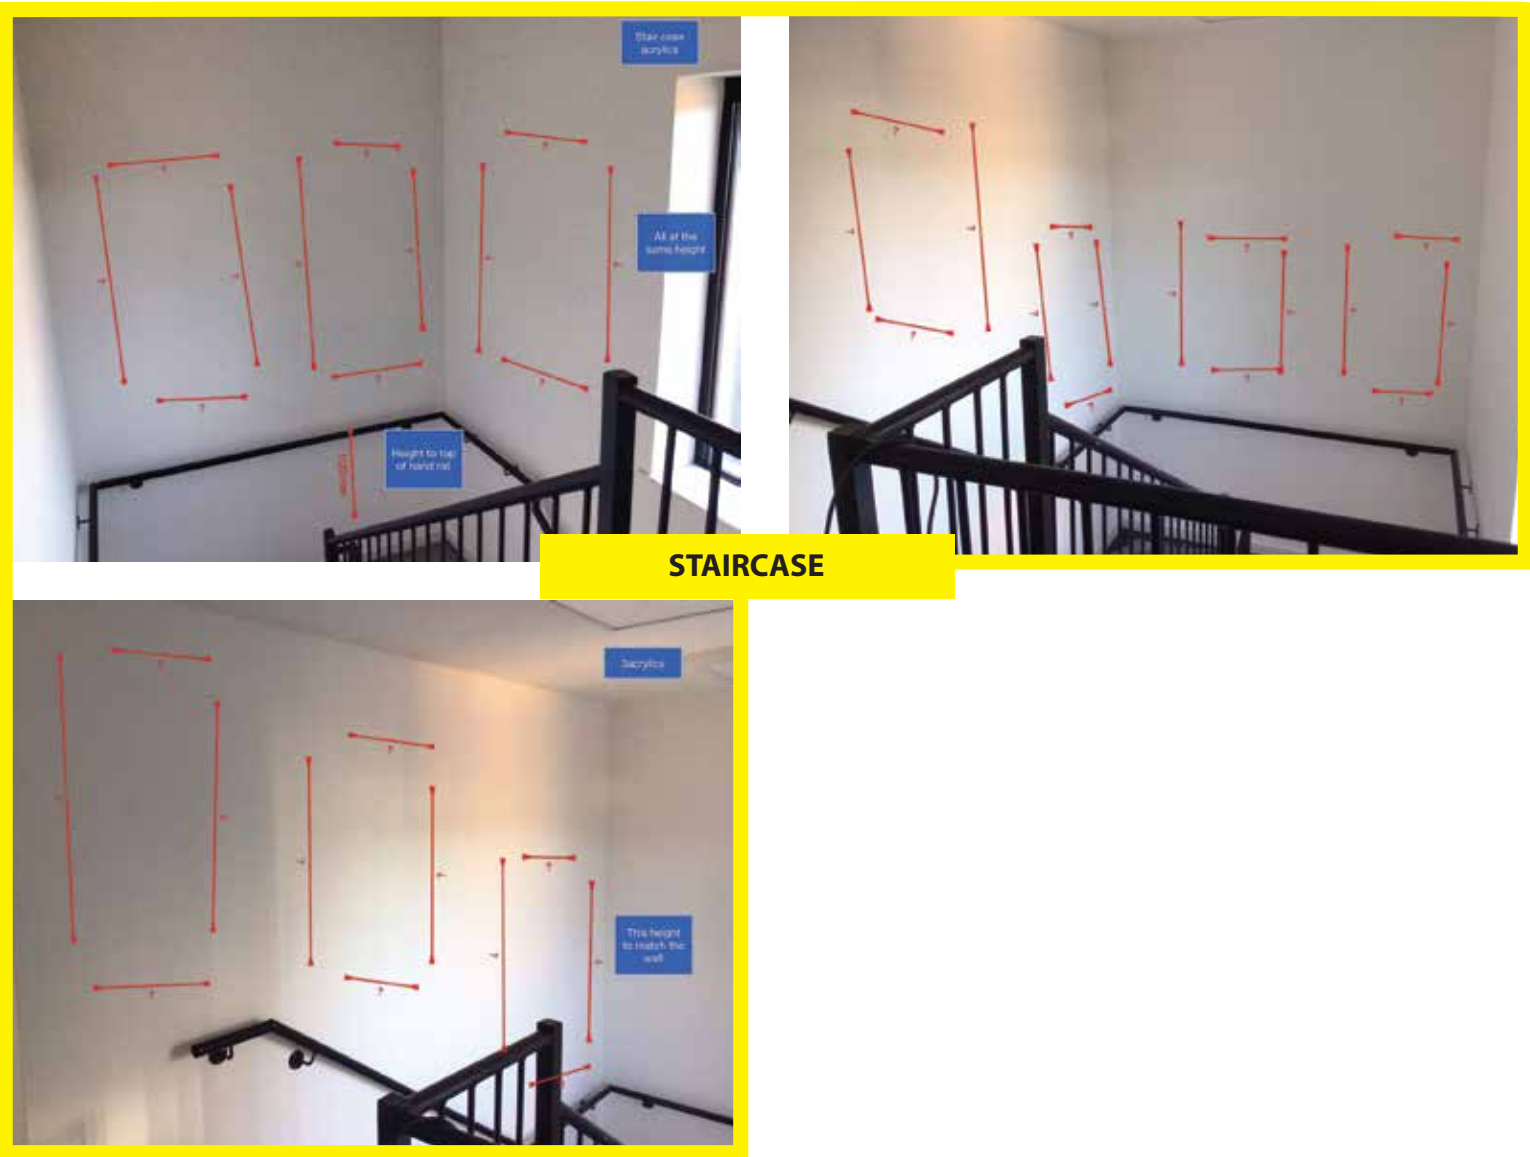 Stair case
acrylics
All at the
same height
Height to top
of hand rail
STAIRCASE
3acrylics
This height
to match the
wall